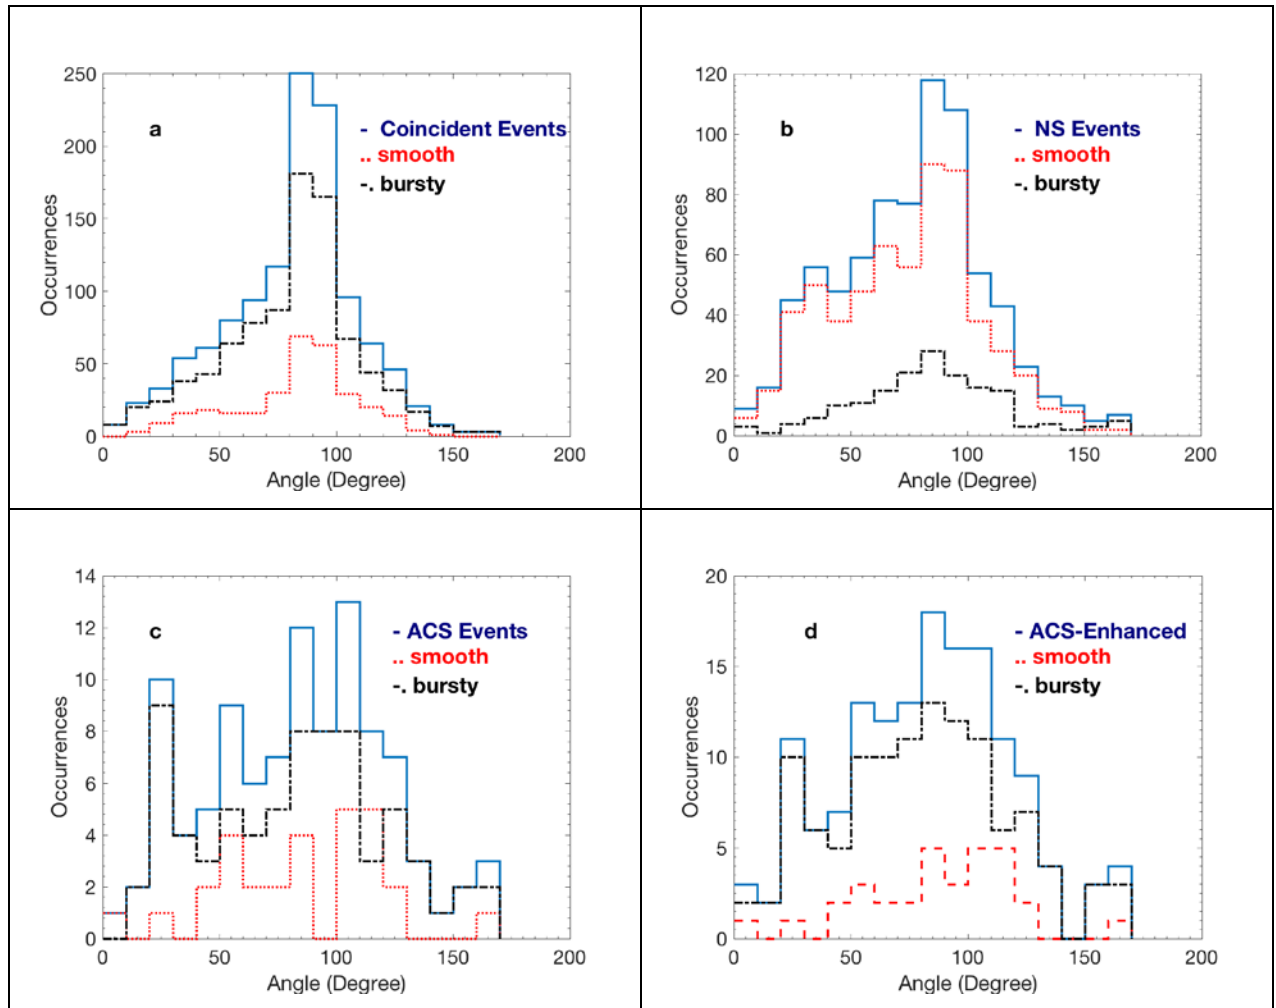 250
200
150
100
50
0
Occurrences
a
- Coincident Events
.. smooth
-. bursty
0 50 100 150 200
Angle (Degree)
120
100
80
60
40
20
0
Occurrences
b
- NS Events
.. smooth
-. bursty
0 50 100 150 200
Angle (Degree)
14
12
10
8
6
4
2
0
Occurrences
c
- ACS Events
.. smooth
-. bursty
0 50 100 150 200
Angle (Degree)
20
15
10
5
0
Occurrences
d
- ACS-Enhanced
.. smooth
-. bursty
0 50 100 150 200
Angle (Degree)